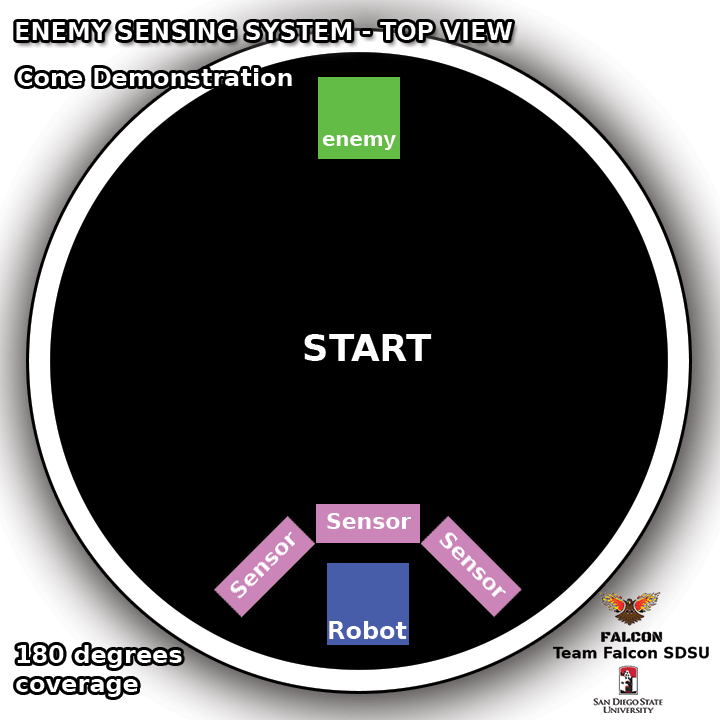 ENEMY SENSING SYSTEM - TOP VIEW
Cone Demonstration
enemy
START
Sensor
Sensor
Sensor
Robot
180 degrees
coverage
FALCON
Team Falcon SDSU
SAN DIEGO STATE
UNIVERSITY